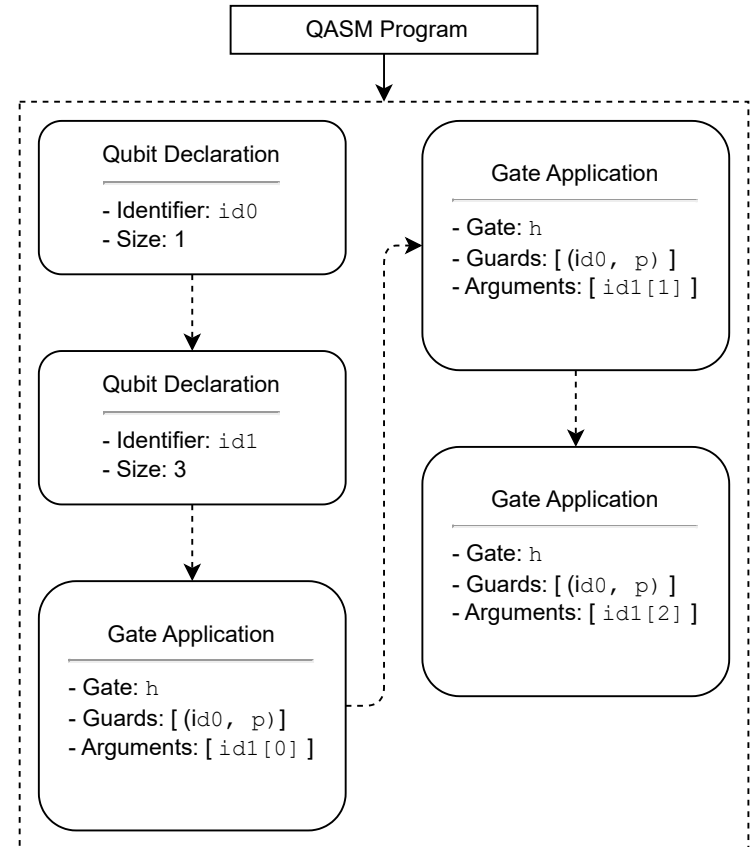 QASM Program
Qubit Declaration
- Identifier: id0
- Size: 1
Qubit Declaration
- Identifier: id1
- Size: 3
Gate Application
- Gate: h
- Guards: [ (id0, p)]
- Arguments: [ id1[0] ]
Gate Application
- Gate: h
- Guards: [ (id0, p) ]
- Arguments: [ id1[1] ]
Gate Application
- Gate: h
- Guards: [ (id0, p) ]
- Arguments: [ id1[2] ]